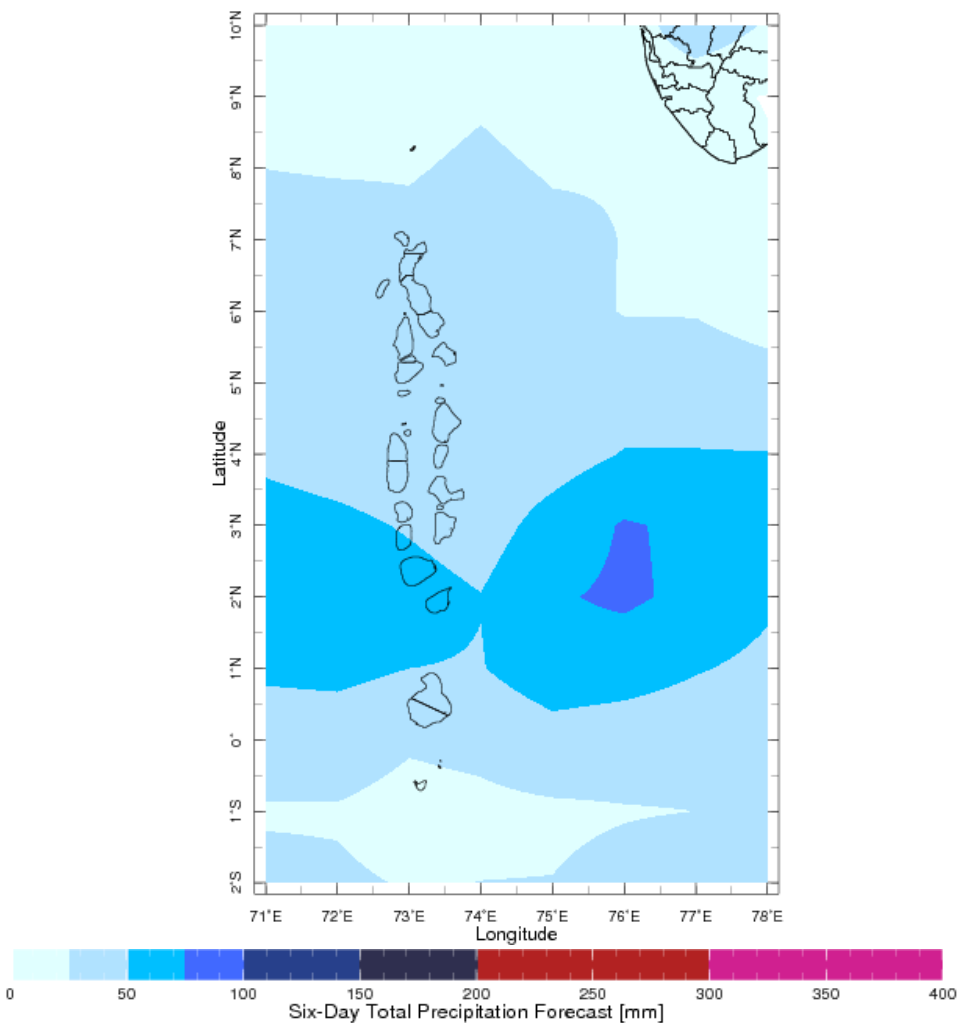 10°N
9°N
8°N
7°N
6°N
5°N
4°N
3°N
2°N
1°N
0°
1°S
2°S
Latitude
71°E 72°E 73°E 74°E 75°E 76°E 77°E 78°E
Longitude
0 50 100 150 200 250 300 350 400
Six-Day Total Precipitation Forecast [mm]